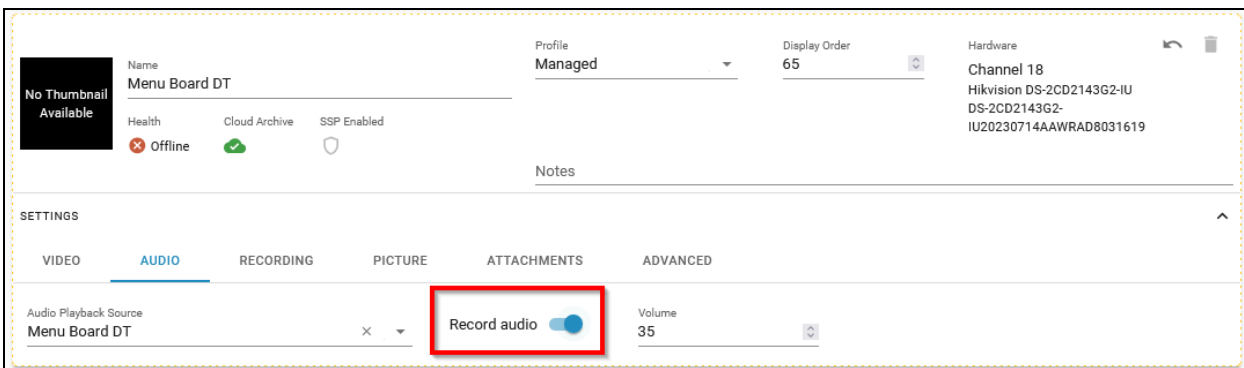 No Thumbnail
Available
Name
Menu Board DT
Health
Cloud Archive
SSP Enabled
Offline
Profile
Managed
Display Order
65
Hardware
Channel 18
Hikvision DS-2CD2143G2-IU
DS-2CD2143G2-
IU20230714AAWRAD8031619
Notes
SETTINGS
VIDEO
AUDIO
RECORDING
PICTURE
ATTACHMENTS
ADVANCED
Audio Playback Source
Menu Board DT
Record audio
Volume
35